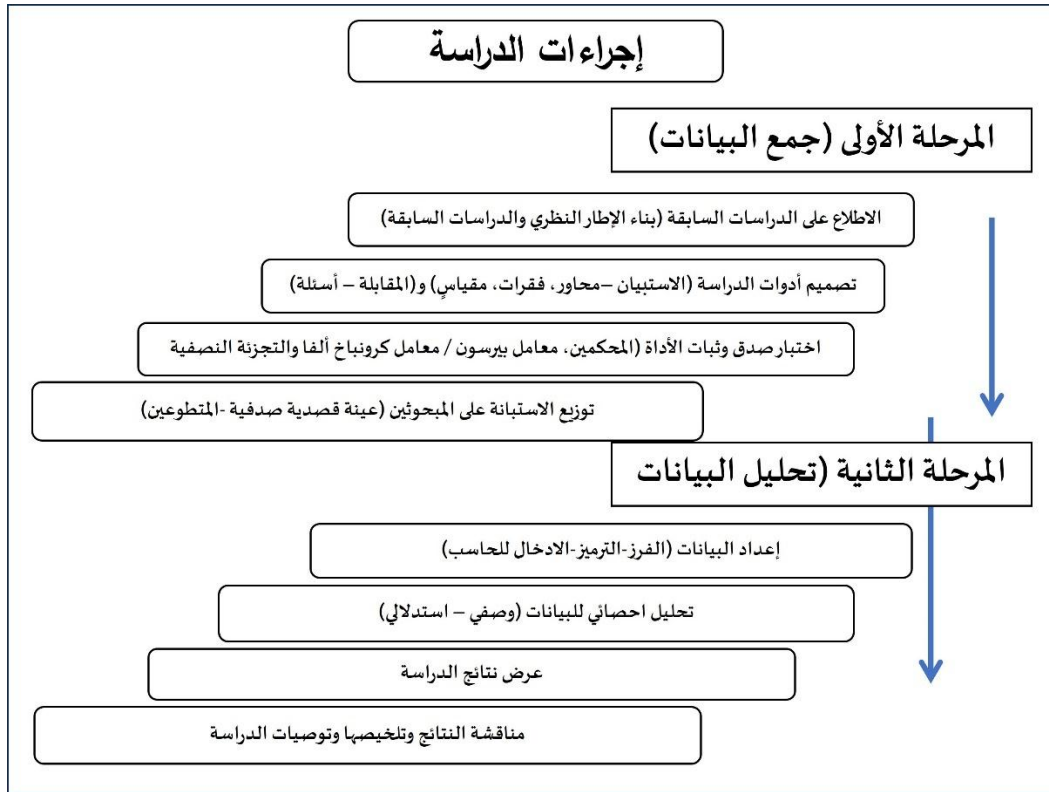 إجراءات الدراسة
المرحلة الأولى (جمع البيانات)
الاطلاع على الدراسات السابقة (بناء الإطار النظري والدراسات السابقة)
تصميم أدوات الدراسة (الاستبيان –محاور، فقرات، مقياسٍ) و(المقابلة – أسئلة)
اختبار صدق وثبات الأداة (المحكمين، معامل بيرسون / معامل كرونباخ ألفا والتجزئة النصفية
توزيع الاستبانة على المبحوثين (عينة قصدية صدفية -المتطوعين)
المرحلة الثانية (تحليل البيانات
إعداد البيانات (الفرز-الترميز-الادخال للحاسب)
تحليل احصائي للبيانات (وصفي – استدلالي)
عرض نتائج الدراسة
مناقشة النتائج وتلخيصها وتوصيات الدراسة